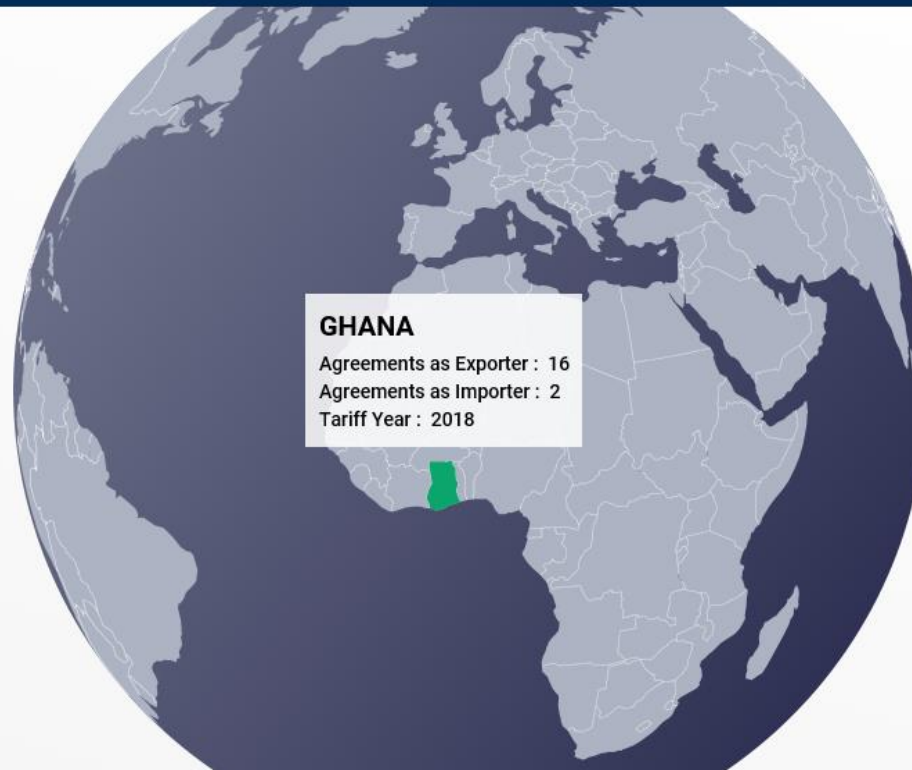 GHANA
Agreements as Exporter : 16
Agreements as Importer : 2
Tariff Year : 2018